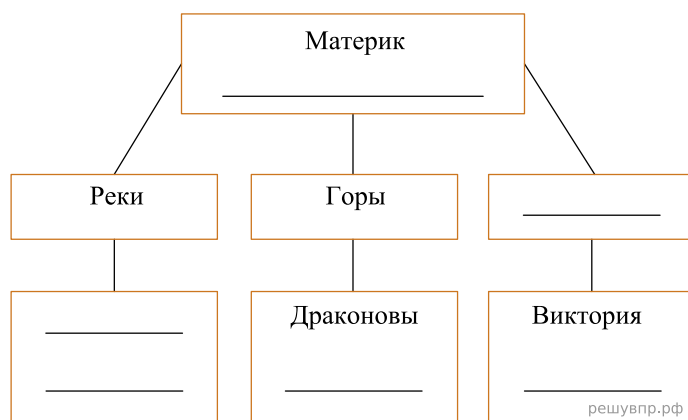 Материк
Реки
Горы
Драконовы
Виктория
решувпр.рф